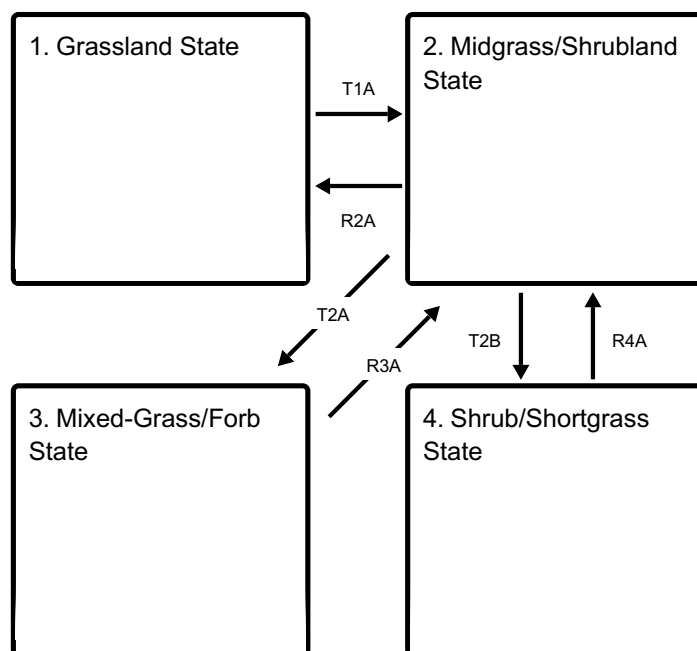 1. Grassland State
2. Midgrass/Shrubland
State
T1A
R2A
T2A
R3A
T2B
R4A
3. Mixed-Grass/Forb
State
4. Shrub/Shortgrass
State